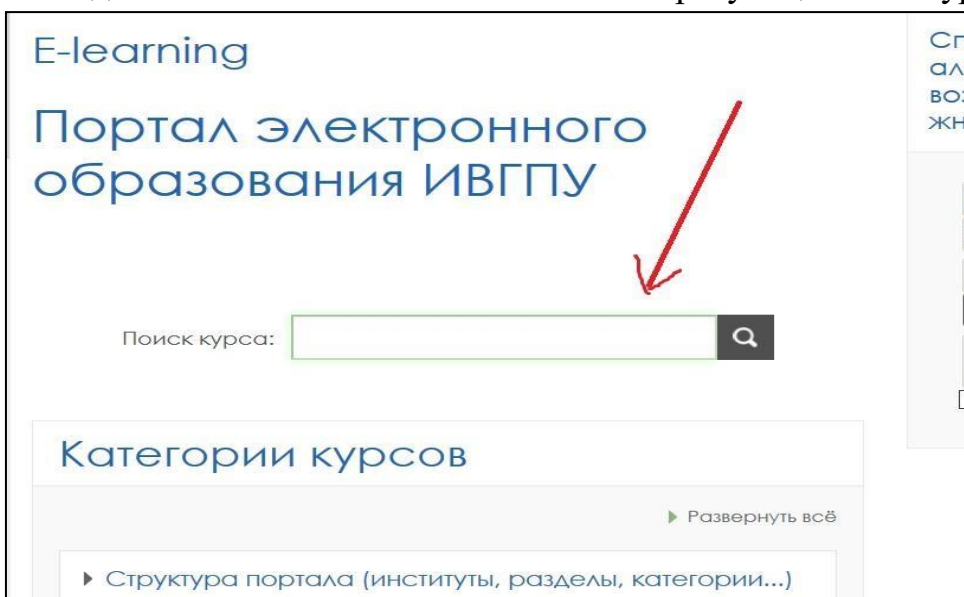 E-learning
Портал электронного
образования ИВГПУ
Поиск курса:
Категории курсов
Развернуть всё
Структура портала (институты, разделы, категории...)